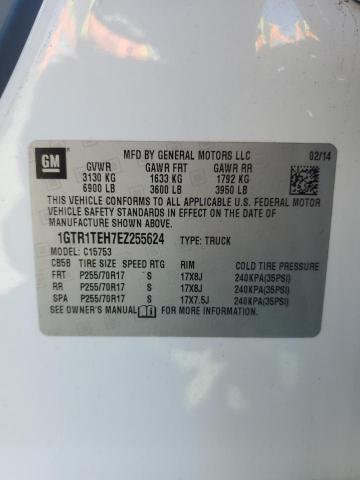 GM
MFD BY GENERAL MOTORS LLC 02/14
GVWR GAWR FRT GAWR RR
3130 KG 1633 KG 1792 KG
6900 LB 3600 LB 3950 LB
THIS VEHICLE CONFORMS TO ALL APPLICABLE U.S. FEDERAL MOTOR
VEHICLE SAFETY STANDARDS IN EFFECT ON THE DATE OF
MANUFACTURE SHOWN ABOVE.
1GTR1TEH7EZ255624 TYPE: TRUCK
MODEL: C15753
CB5B TIRE SIZE SPEED RTG RIM COLD TIRE PRESSURE
FRT P255/70R17 S 17X8J 240KPA(35PSI)
RR P255/70R17 S 17X8J 240KPA(35PSI)
SPA P255/70R17 S 17X7.5J 240KPA(35PSI)
SEE OWNER'S MANUAL FOR MORE INFORMATION.